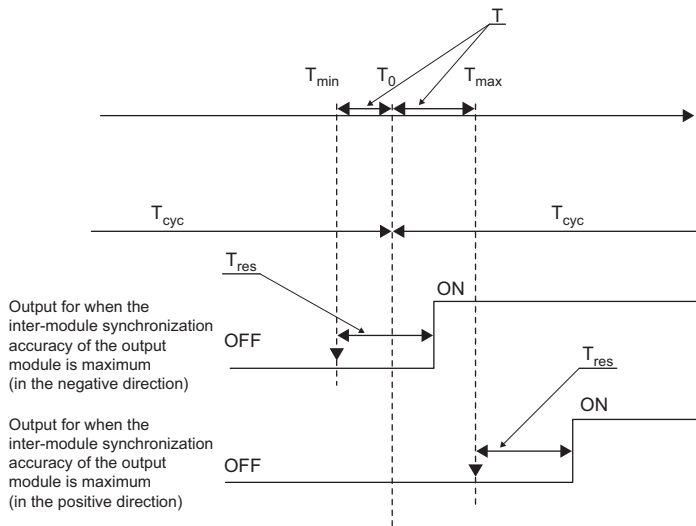 T
Tmin T0 Tmax
Tcyc Tcyc
Tres
ON
Output for when the
inter-module synchronization
accuracy of the output
module is maximum
(in the negative direction)
OFF
Tres
ON
Output for when the
inter-module synchronization
accuracy of the output
module is maximum
(in the positive direction)
OFF